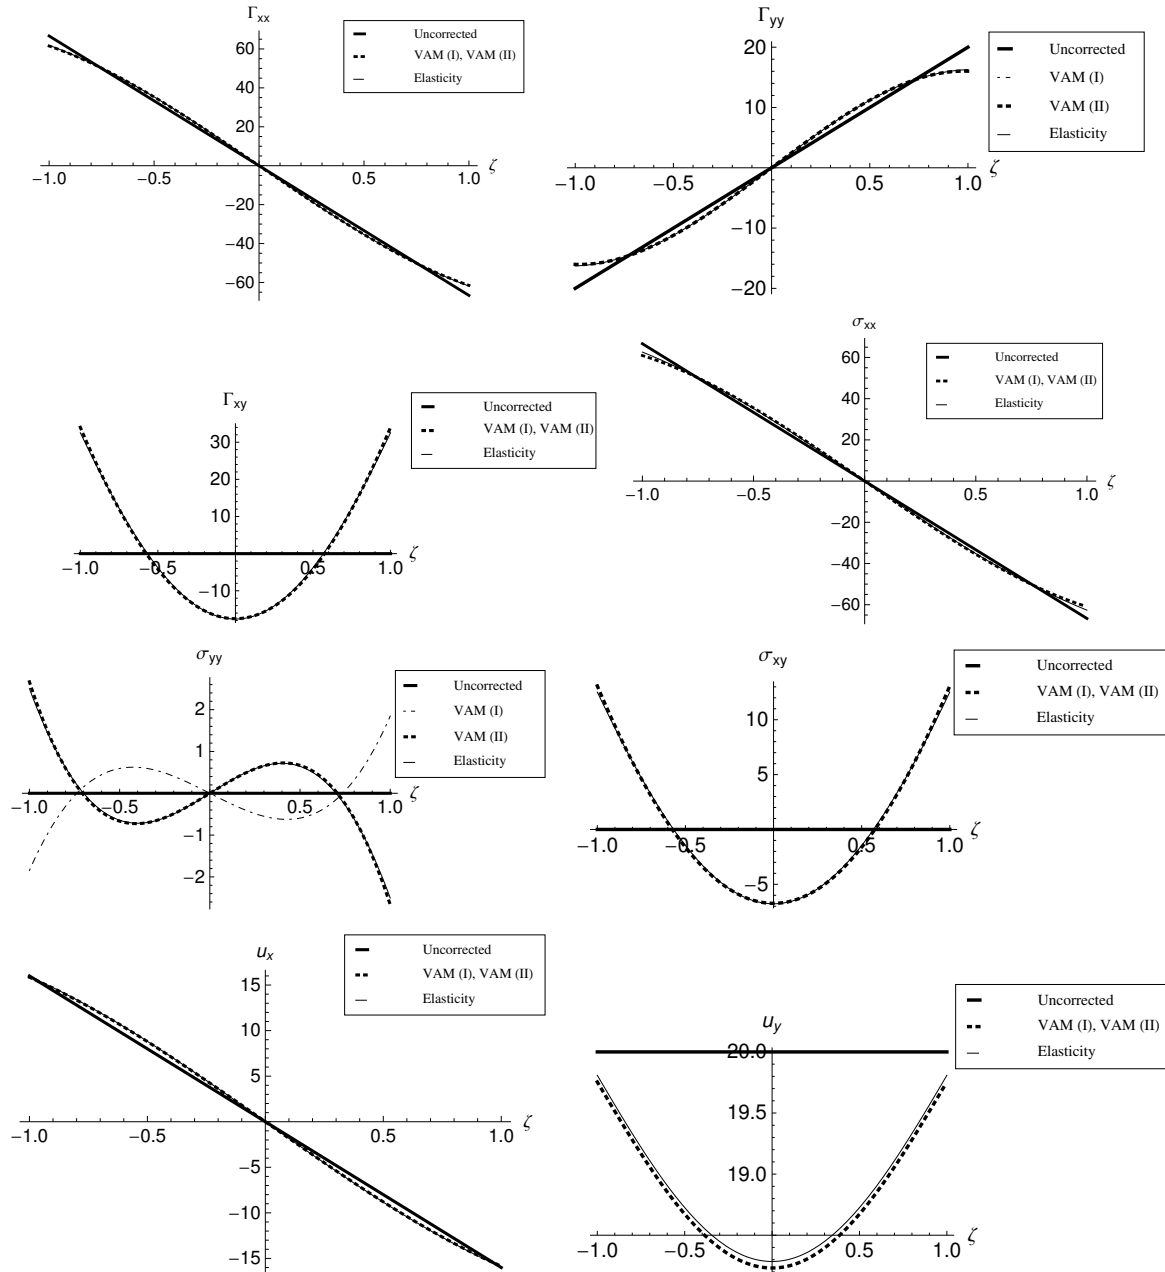 Γxx
Uncorrected
VAM (I), VAM (II)
Elasticity
60
40
20
−20
−40
−60
−1.0
−0.5
0.5
1.0
ζ
Γyy
Uncorrected
VAM (I)
VAM (II)
Elasticity
20
10
−10
−20
−1.0
−0.5
0.5
1.0
ζ
Γxy
Uncorrected
VAM (I), VAM (II)
Elasticity
30
20
10
−10
−1.0
−0.5
0.5
1.0
ζ
σxx
Uncorrected
VAM (I), VAM (II)
Elasticity
60
40
20
−20
−40
−60
−1.0
−0.5
0.5
1.0
ζ
σyy
Uncorrected
VAM (I)
VAM (II)
Elasticity
2
1
−1
−2
−1.0
−0.5
0.5
1.0
ζ
σxy
Uncorrected
VAM (I), VAM (II)
Elasticity
10
5
−5
−1.0
−0.5
0.5
1.0
ζ
ux
Uncorrected
VAM (I), VAM (II)
Elasticity
15
10
5
−5
−10
−15
−1.0
−0.5
0.5
1.0
ζ
uy
Uncorrected
VAM (I), VAM (II)
Elasticity
20.0
19.5
19.0
−1.0
−0.5
0.5
1.0
ζ